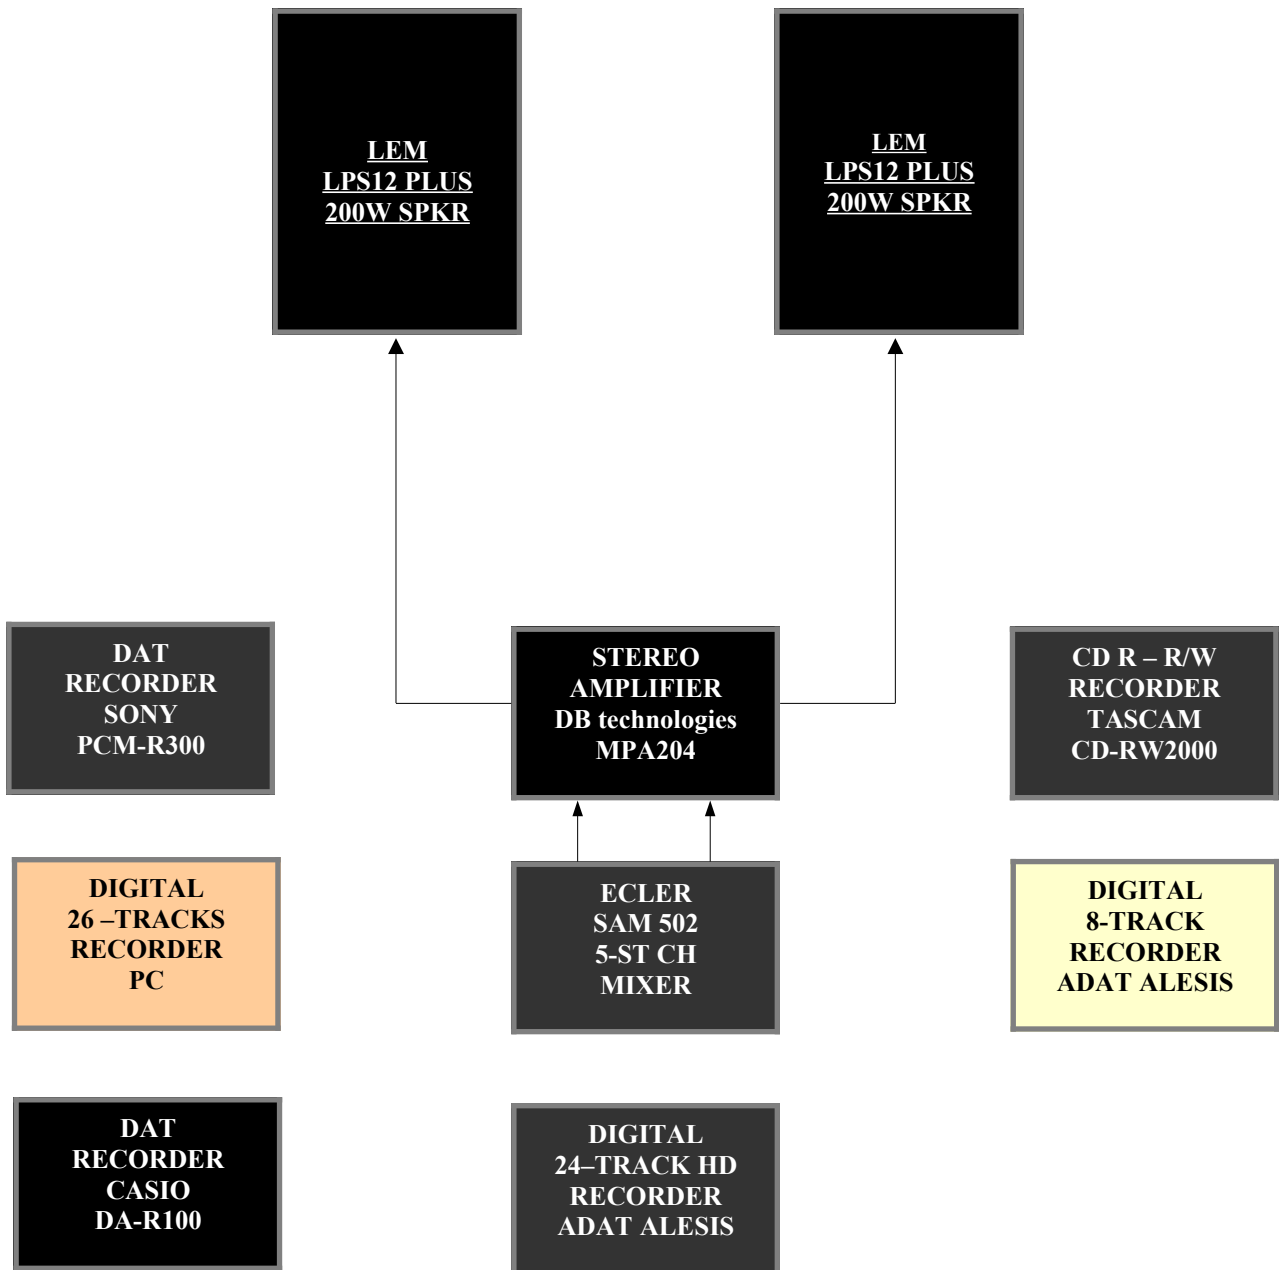 LEM
LPS12 PLUS
200W SPKR
LEM
LPS12 PLUS
200W SPKR
DAT
RECORDER
SONY
PCM-R300
STEREO
AMPLIFIER
DB technologies
MPA204
CD R – R/W
RECORDER
TASCAM
CD-RW2000
DIGITAL
26 –TRACKS
RECORDER
PC
ECLER
SAM 502
5-ST CH
MIXER
DIGITAL
8-TRACK
RECORDER
ADAT ALESIS
DAT
RECORDER
CASIO
DA-R100
DIGITAL
24–TRACK HD
RECORDER
ADAT ALESIS